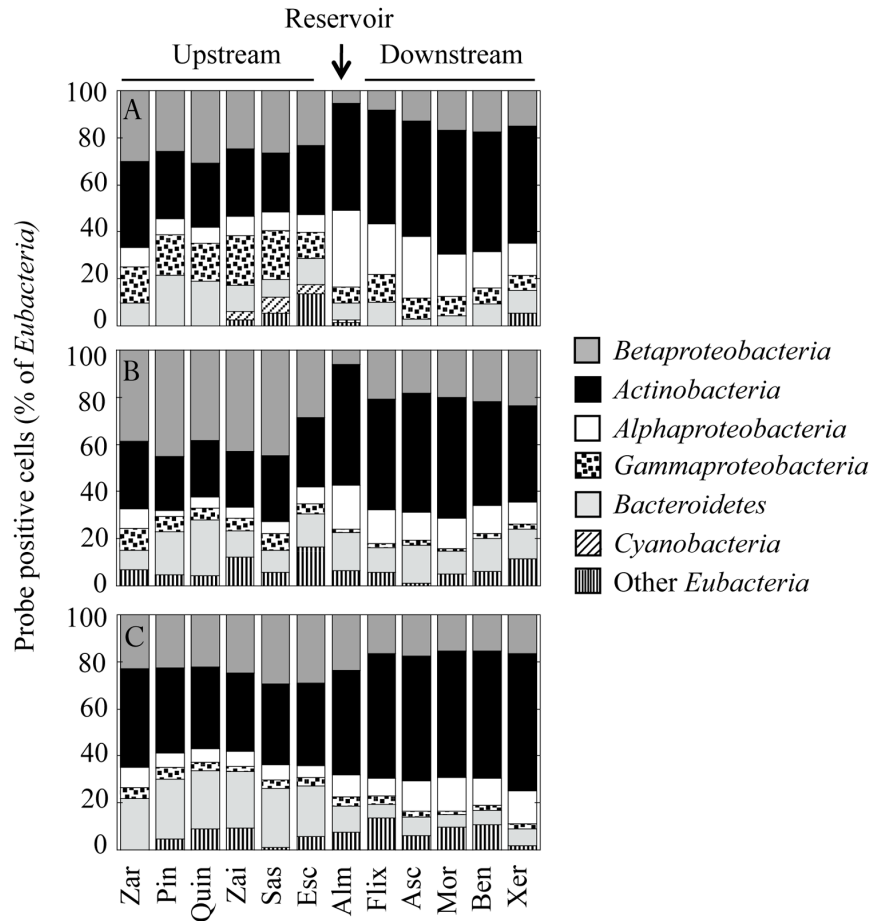 Reservoir
Upstream
Downstream
Probe positive cells (% of Eubacteria)
A
100
80
60
40
20
0
B
100
80
60
40
20
0
C
100
80
60
40
20
0
Zar Pin Quin Zai Sas Esc Alm Flix Asc Mor Ben Xer
Betaproteobacteria
Actinobacteria
Alphaproteobacteria
Gammaproteobacteria
Bacteroidetes
Cyanobacteria
Other Eubacteria